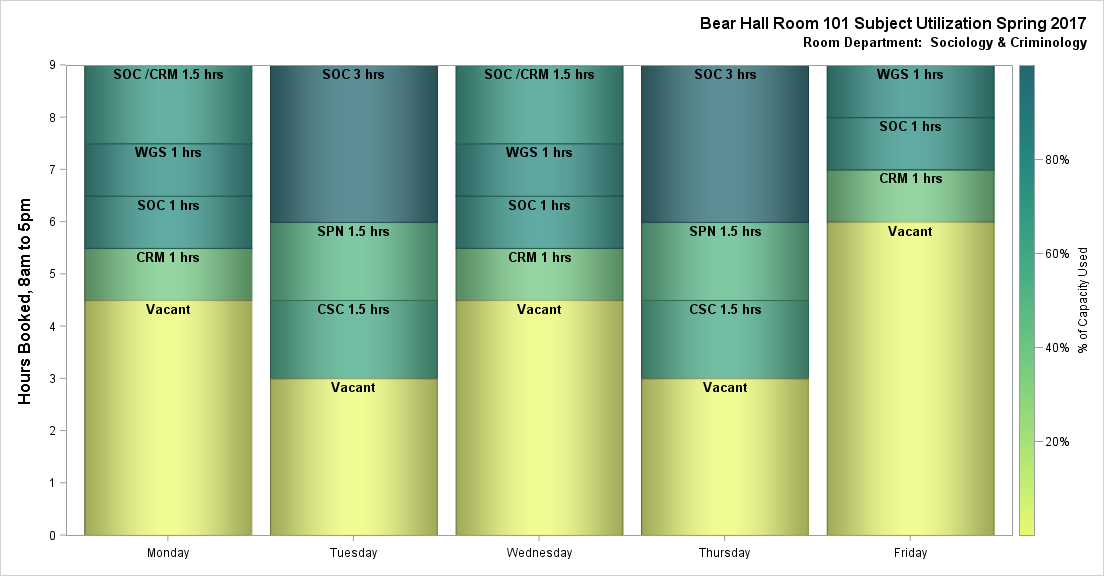 Bear Hall Room 101 Subject Utilization Spring 2017
Room Department:  Sociology & Criminology
Hours Booked, 8am to 5pm
9
8
7
6
5
4
3
2
1
0
SOC /CRM 1.5 hrs
WGS 1 hrs
SOC 1 hrs
CRM 1 hrs
Vacant
SOC 3 hrs
SPN 1.5 hrs
CSC 1.5 hrs
Vacant
SOC /CRM 1.5 hrs
WGS 1 hrs
SOC 1 hrs
CRM 1 hrs
Vacant
SOC 3 hrs
SPN 1.5 hrs
CSC 1.5 hrs
Vacant
WGS 1 hrs
SOC 1 hrs
CRM 1 hrs
Vacant
Monday
Tuesday
Wednesday
Thursday
Friday
80%
60%
40%
20%
% of Capacity Used